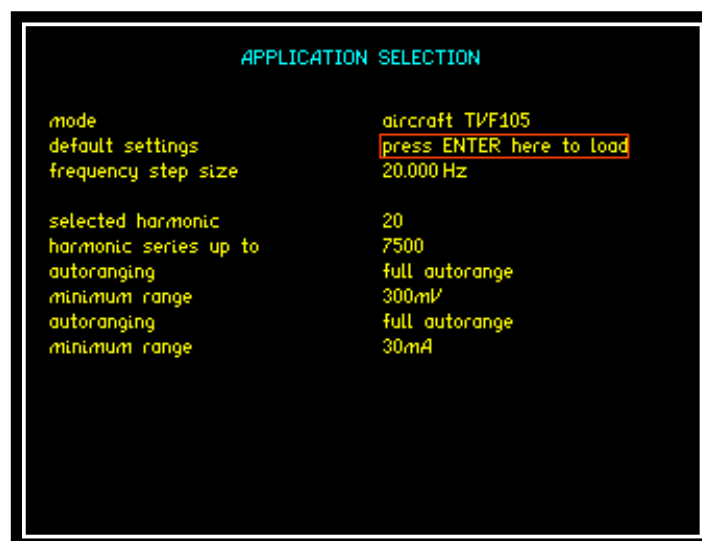 APPLICATION SELECTION
mode aircraft TVF105
default settings press ENTER here to load
frequency step size 20.000 Hz
selected harmonic 20
harmonic series up to 7500
autoranging full autorange
minimum range 300mV
autoranging full autorange
minimum range 30mA